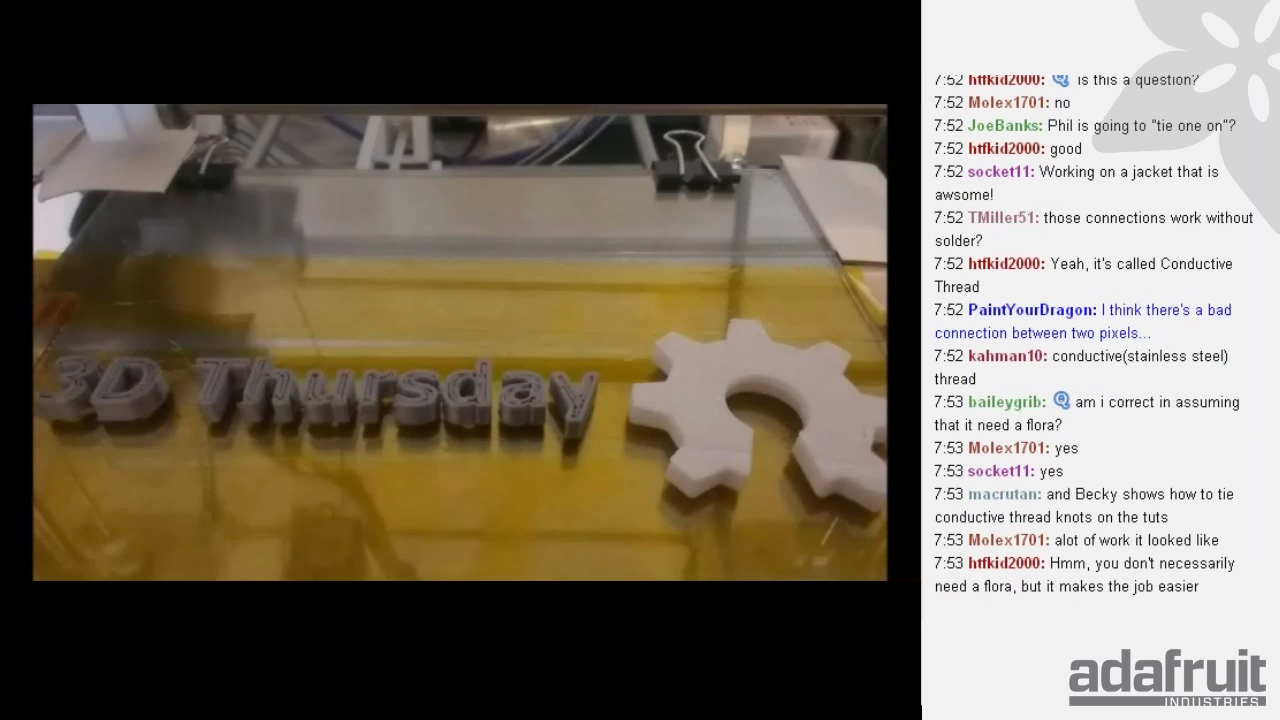 3D Thursday
7:52 htfkid2000: is this a question?
7:52 Molex1701: no
7:52 JoeBanks: Phil is going to "tie one on"?
7:52 htfkid2000: good
7:52 socket11: Working on a jacket that is
awsome!
7:52 TMiller51: those connections work without
solder?
7:52 htfkid2000: Yeah, it's called Conductive
Thread
7:52 PaintYourDragon: I think there's a bad
connection between two pixels...
7:52 kahman10: conductive(stainless steel)
thread
7:53 baileygrib: am i correct in assuming
that it need a flora?
7:53 Molex1701: yes
7:53 socket11: yes
7:53 macrutan: and Becky shows how to tie
conductive thread knots on the tuts
7:53 Molex1701: alot of work it looked like
7:53 htfkid2000: Hmm, you don't necessarily
need a flora, but it makes the job easier
adafruit
INDUSTRIES